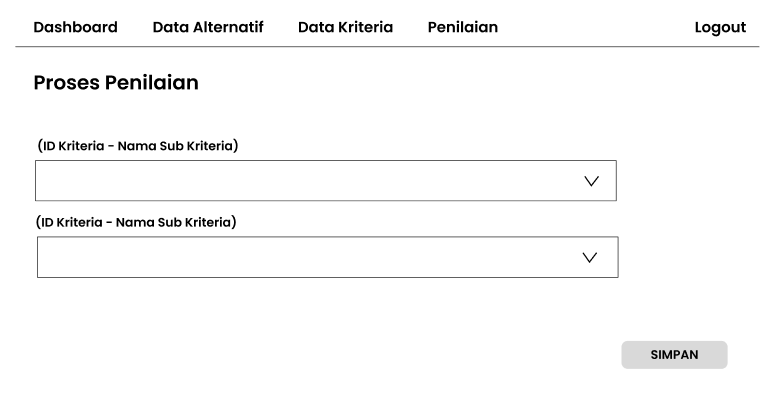 Dashboard Data Alternatif Data Kriteria Penilaian Logout
Proses Penilaian
(ID Kriteria - Nama Sub Kriteria)
(ID Kriteria - Nama Sub Kriteria)
SIMPAN